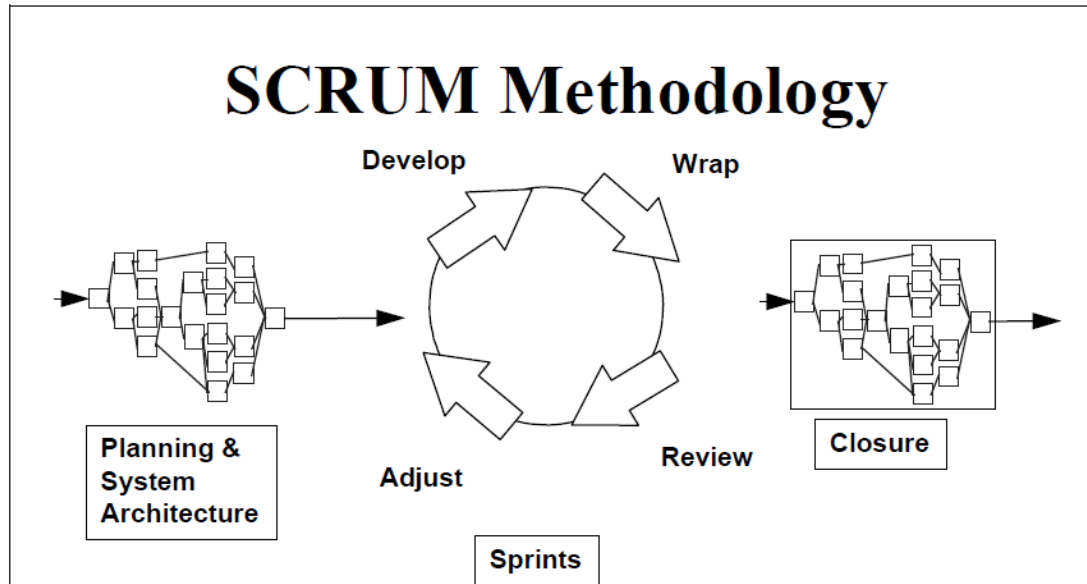 SCRUM Methodology
Develop
Wrap
Planning &
System
Architecture
Adjust
Review
Closure
Sprints